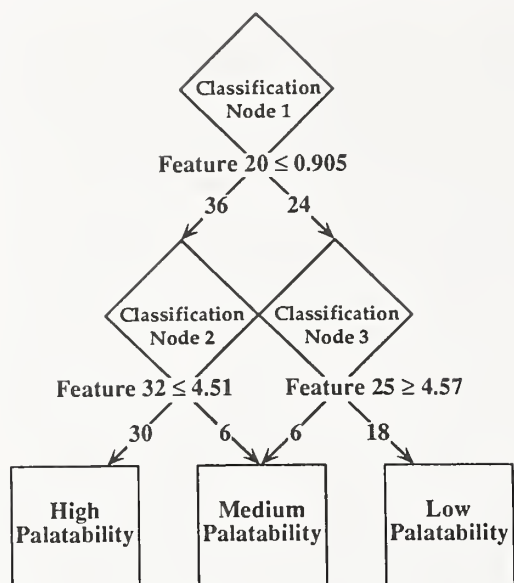 Classification
Node 1
Feature 20 ≤ 0.905
36 24
Classification
Node 2
Classification
Node 3
Feature 32 ≤ 4.51
Feature 25 ≥ 4.57
30 6 6 18
High
Palatability
Medium
Palatability
Low
Palatability